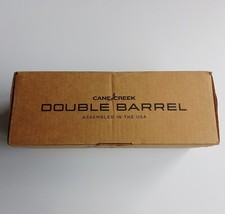 CANE CREEK
DOUBLE BARREL
ASSEMBLED IN THE USA